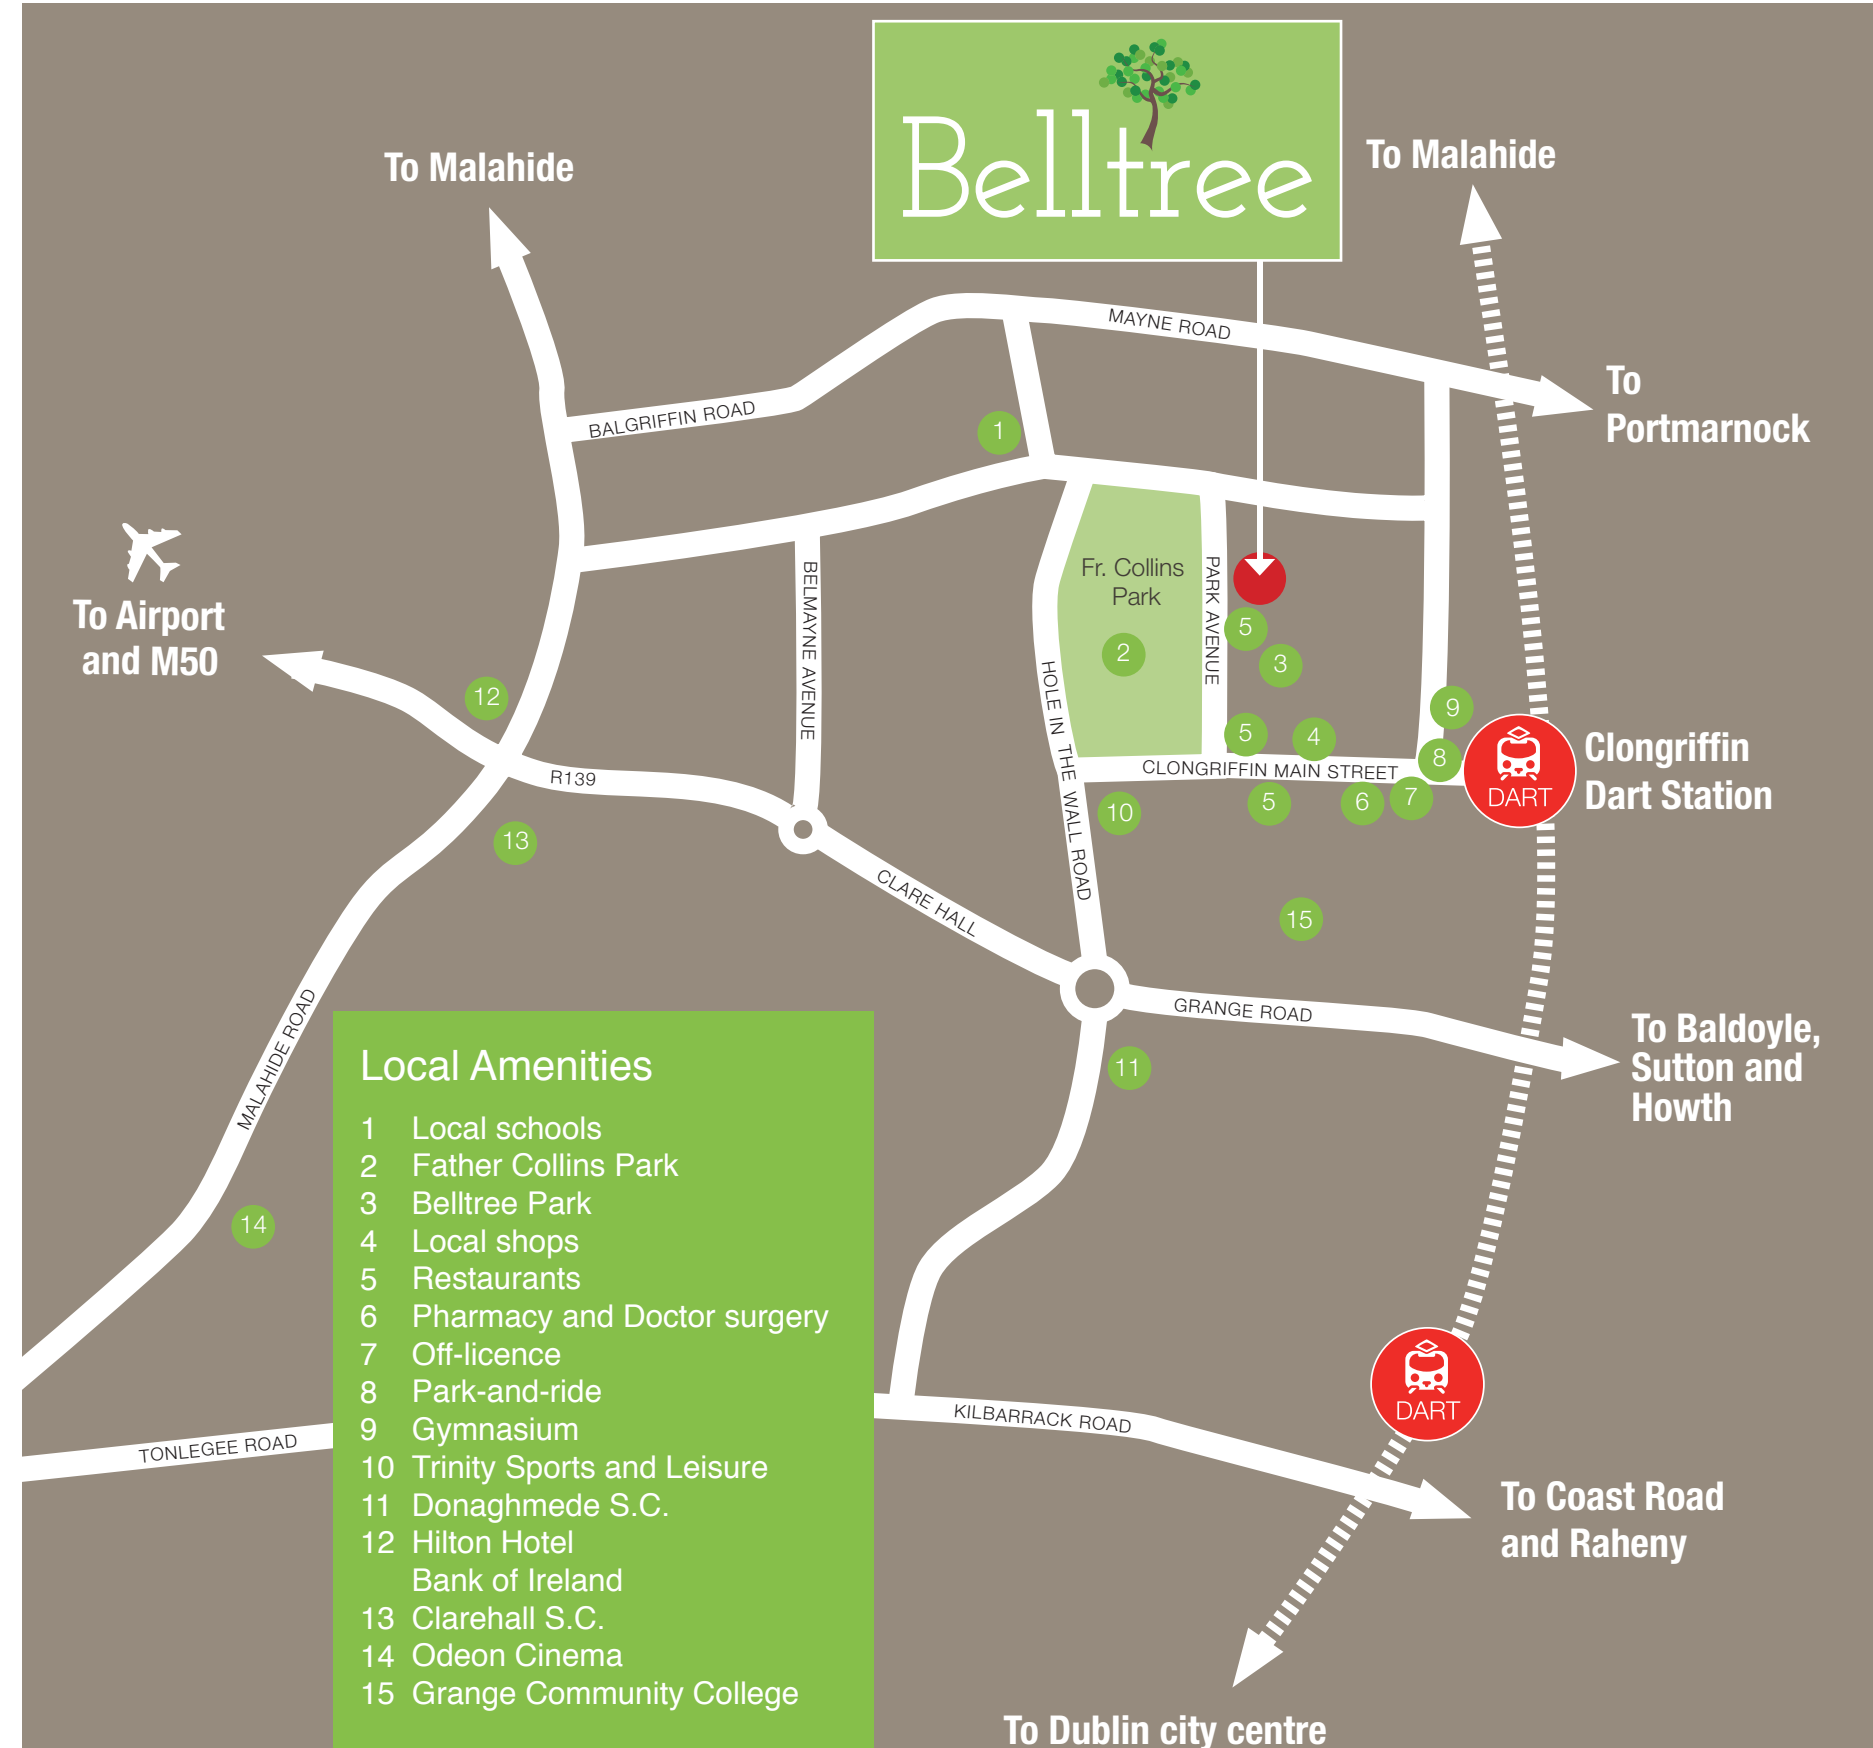 Belltree
To Malahide
To Malahide
MAYNE ROAD
To
Portmarnock
BALGRIFFIN ROAD
1
To Airport
and M50
Fr. Collins
Park
2
PARK AVENUE
5
3
BELMAYNE AVENUE
HOLE IN THE WALL ROAD
12
9
5
4
8
Clongriffin
Dart Station
DART
CLONGRIFFIN MAIN STREET
R139
10
5
6
7
13
CLARE HALL
15
MALAHIDE ROAD
GRANGE ROAD
To Baldoyle,
Sutton and
Howth
11
14
Local Amenities
1 Local schools
2 Father Collins Park
3 Belltree Park
4 Local shops
5 Restaurants
6 Pharmacy and Doctor surgery
7 Off-licence
8 Park-and-ride
9 Gymnasium
10 Trinity Sports and Leisure
11 Donaghmede S.C.
12 Hilton Hotel
Bank of Ireland
13 Clarehall S.C.
14 Odeon Cinema
15 Grange Community College
DART
KILBARRACK ROAD
TONLEGEE ROAD
To Coast Road
and Raheny
To Dublin city centre